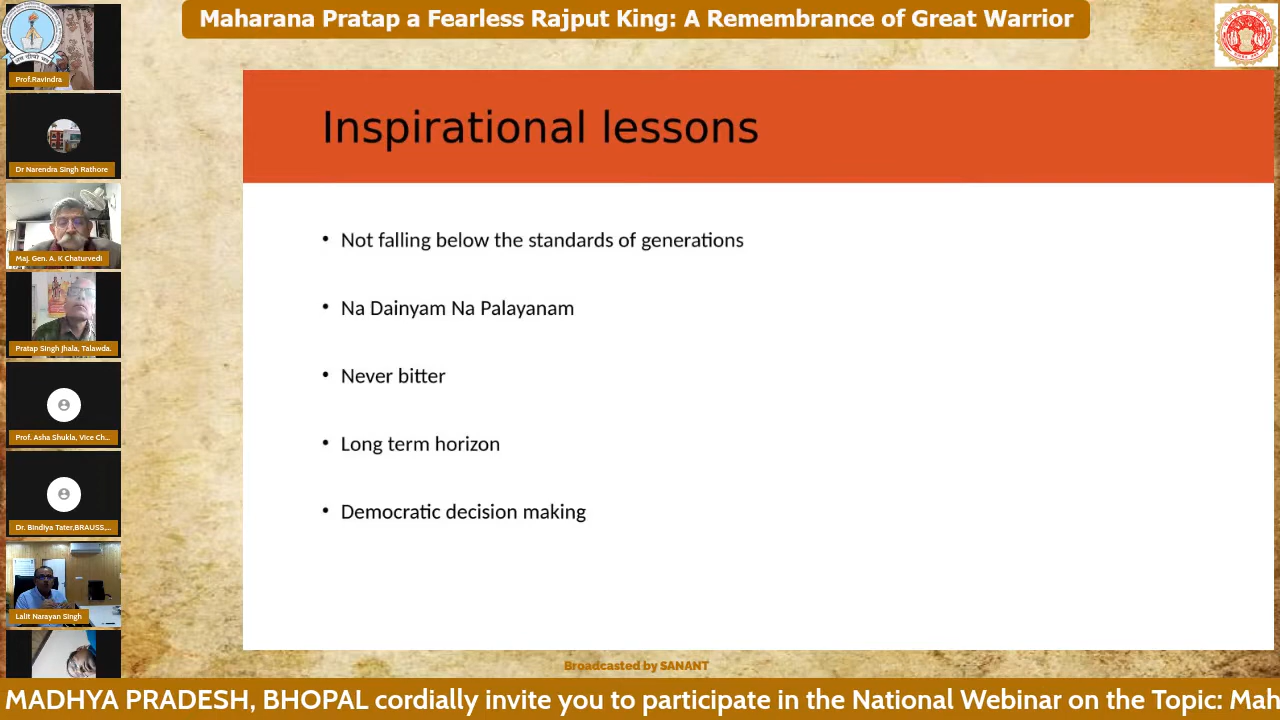 Maharana Pratap a Fearless Rajput King: A Remembrance of Great Warrior
Prof.Ravindra
Dr Narendra Singh Rathore
Maj. Gen. A. K Chaturvedi
Pratap Singh Jhala, Talawda.
Prof. Asha Shukla, Vice Ch...
Dr. Bindiya Tater,BRAUSS,...
Lalit Narayan Singh
Inspirational lessons
• Not falling below the standards of generations
• Na Dainyam Na Palayanam
• Never bitter
• Long term horizon
• Democratic decision making
Broadcasted by SANANT
MADHYA PRADESH, BHOPAL cordially invite you to participate in the National Webinar on the Topic: Mah